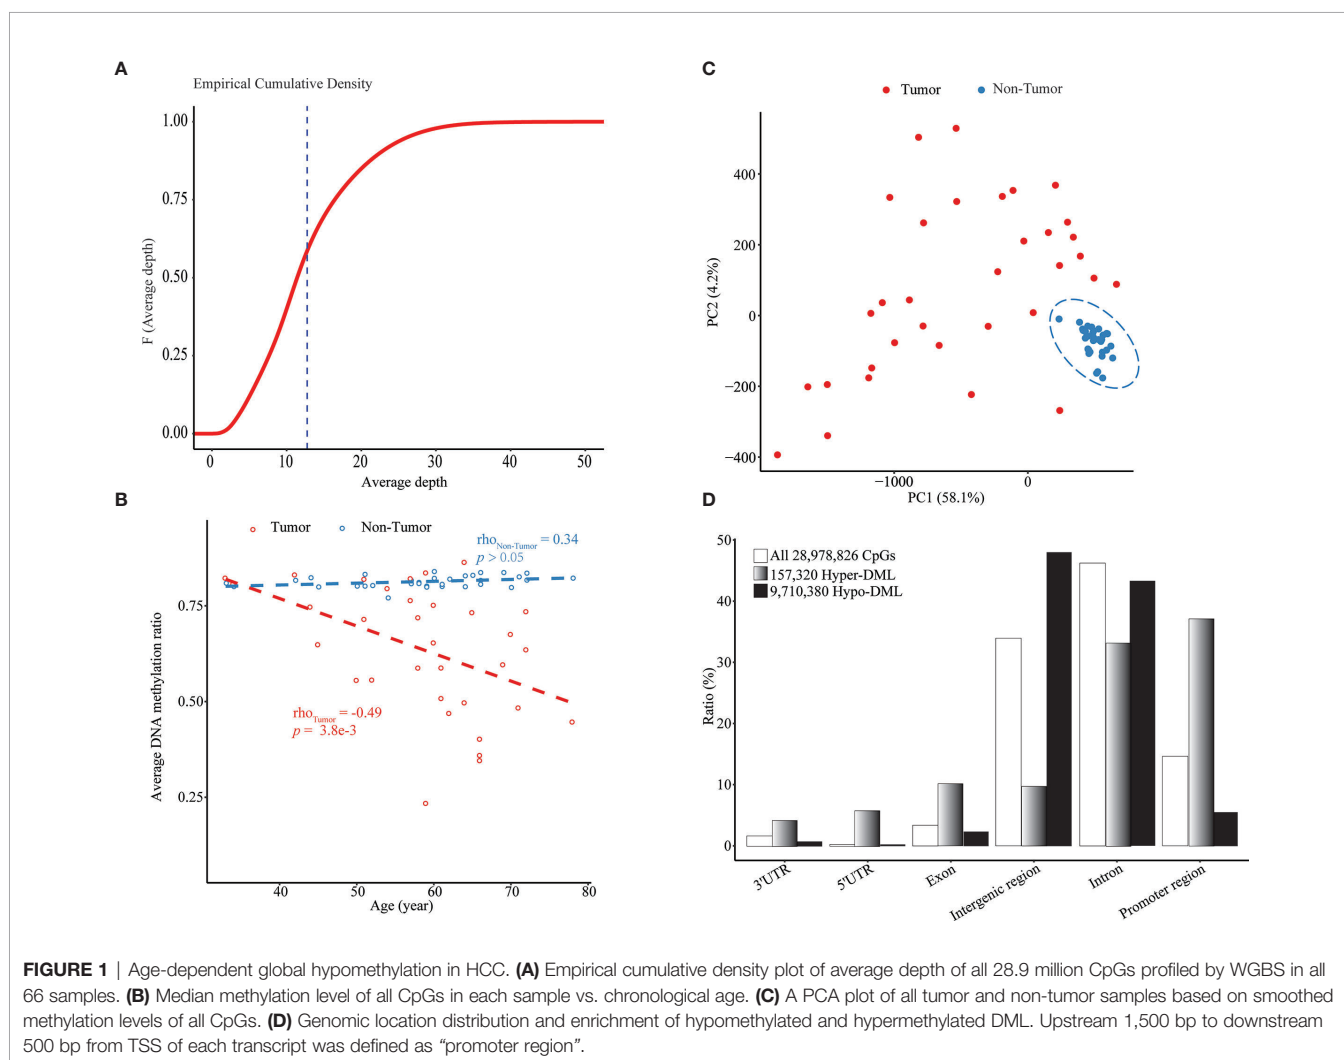 A
Empirical Cumulative Density
F (Average depth)
1.00
0.75
0.50
0.25
0.00
0 10 20 30 40 50
Average depth
C
Tumor Non-Tumor
PC2 (4.2%)
400
200
0
−200
−400
−1000 0
PC1 (58.1%)
B
Tumor Non-Tumor
rhoNon-Tumor = 0.34
p > 0.05
Average DNA methylation ratio
0.75
0.50
0.25
rhoTumor = -0.49
p = 3.8e-3
40 50 60 70 80
Age (year)
D
All 28,978,826 CpGs
157,320 Hyper-DML
9,710,380 Hypo-DML
Ratio (%)
50
40
30
20
10
0
3'UTR 5'UTR Exon Intergenic region Intron Promoter region
FIGURE 1 | Age-dependent global hypomethylation in HCC. (A) Empirical cumulative density plot of average depth of all 28.9 million CpGs profiled by WGBS in all
66 samples. (B) Median methylation level of all CpGs in each sample vs. chronological age. (C) A PCA plot of all tumor and non-tumor samples based on smoothed
methylation levels of all CpGs. (D) Genomic location distribution and enrichment of hypomethylated and hypermethylated DML. Upstream 1,500 bp to downstream
500 bp from TSS of each transcript was defined as “promoter region”.